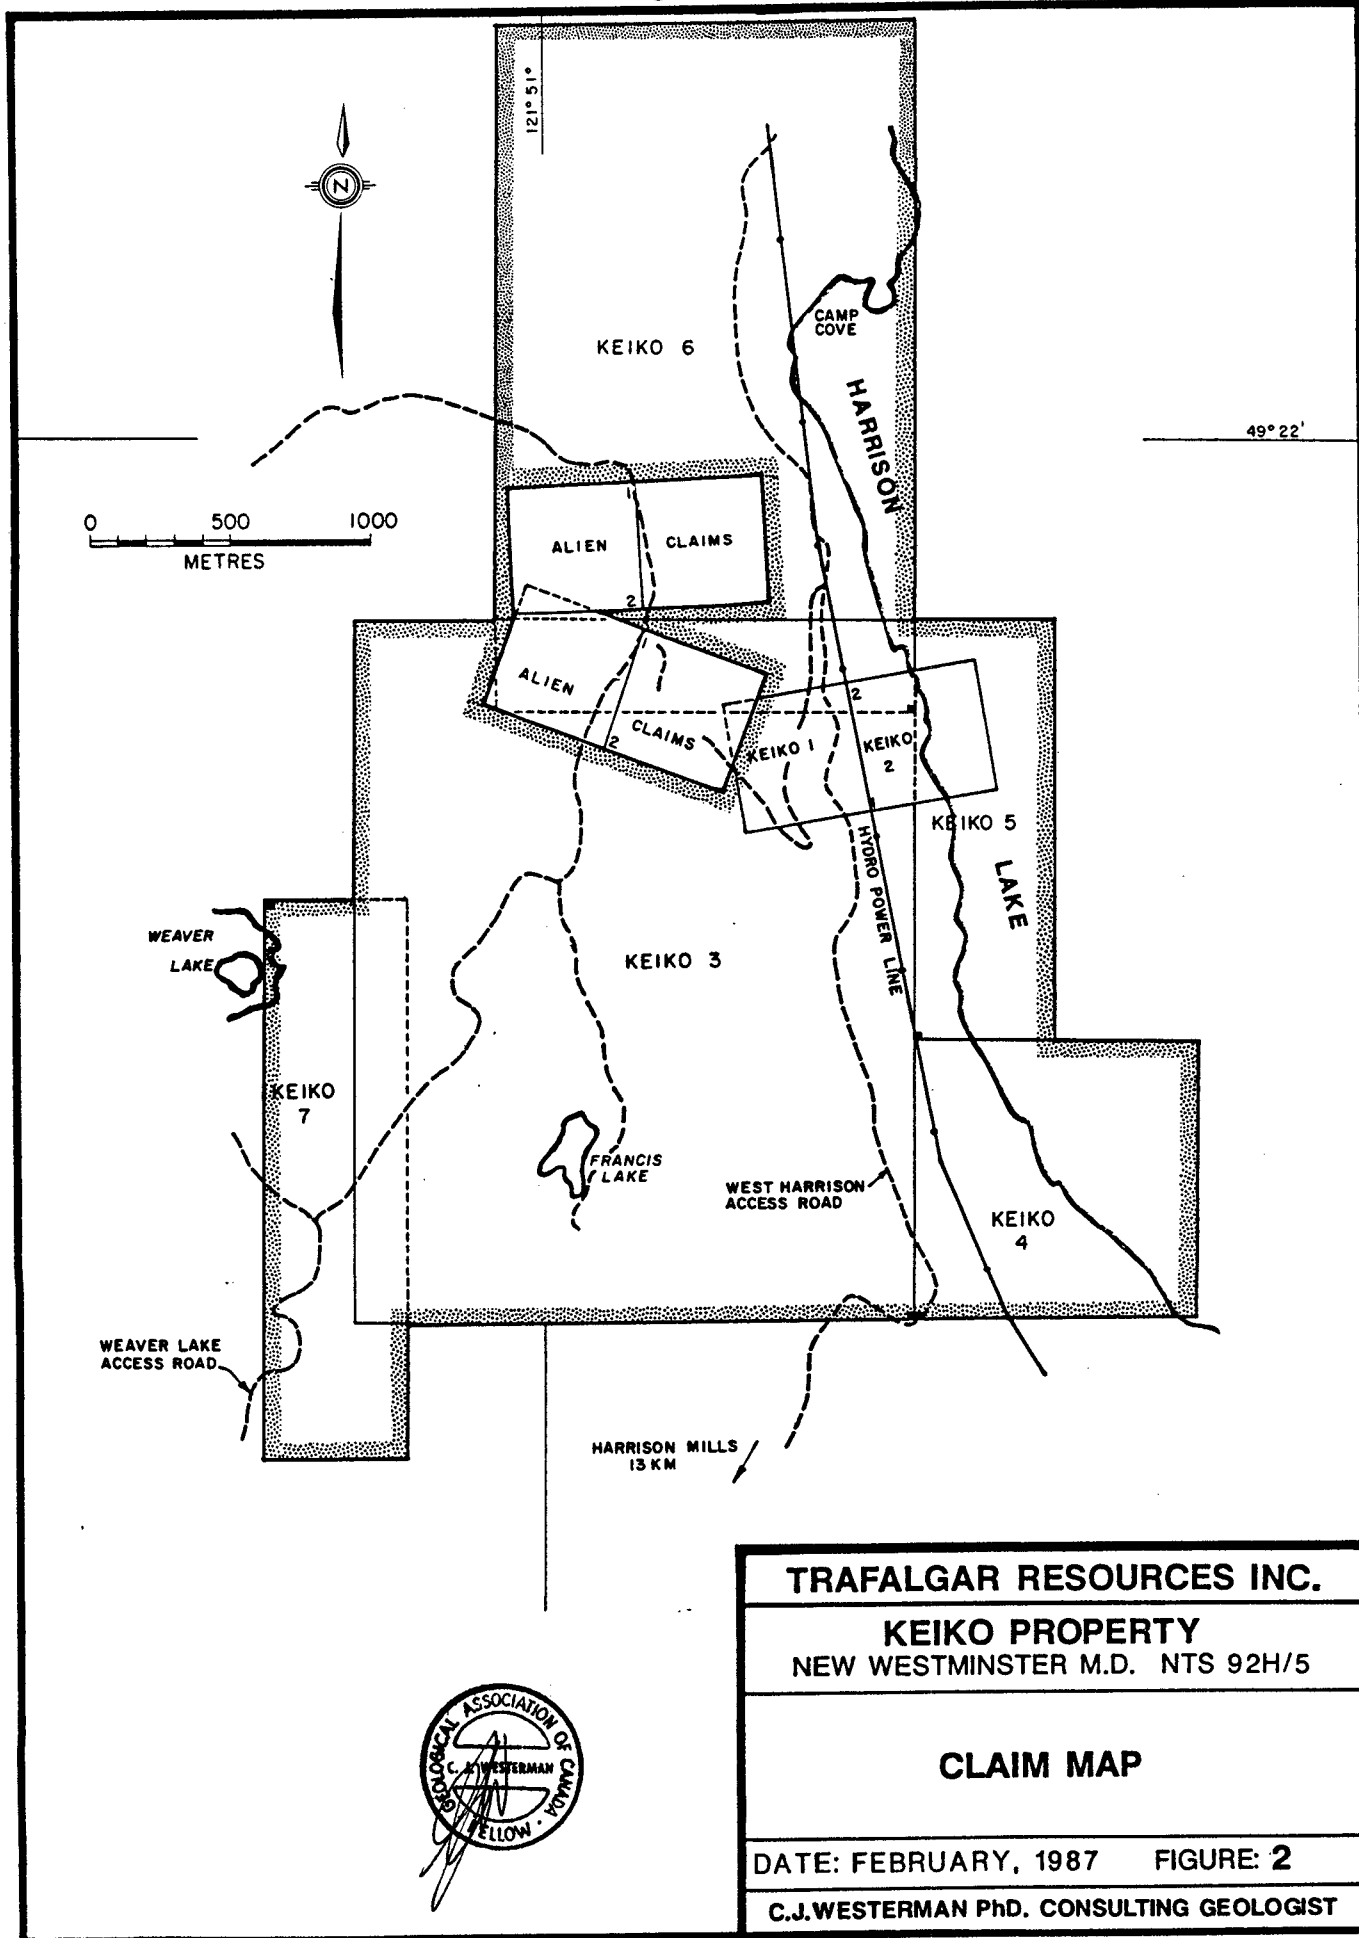 121° 51°
N
CAMP
COVE
KEIKO 6
HARRISON
49° 22'
0 500 1000
METRES
1
ALIEN CLAIMS
2
1
ALIEN
CLAIMS
2
2
KEIKO 1
KEIKO
2
KEIKO 5
HYDRO POWER LINE
LAKE
WEAVER
LAKE
KEIKO 3
KEIKO
7
FRANCIS
LAKE
WEST HARRISON
ACCESS ROAD
KEIKO
4
WEAVER LAKE
ACCESS ROAD
HARRISON MILLS
13 KM
TRAFALGAR RESOURCES INC.
KEIKO PROPERTY
NEW WESTMINSTER M.D. NTS 92H/5
CLAIM MAP
DATE: FEBRUARY, 1987 FIGURE: 2
C.J.WESTERMAN PhD. CONSULTING GEOLOGIST
GEOLOGICAL ASSOCIATION OF CANADA ·
C. J. WESTERMAN
FELLOW